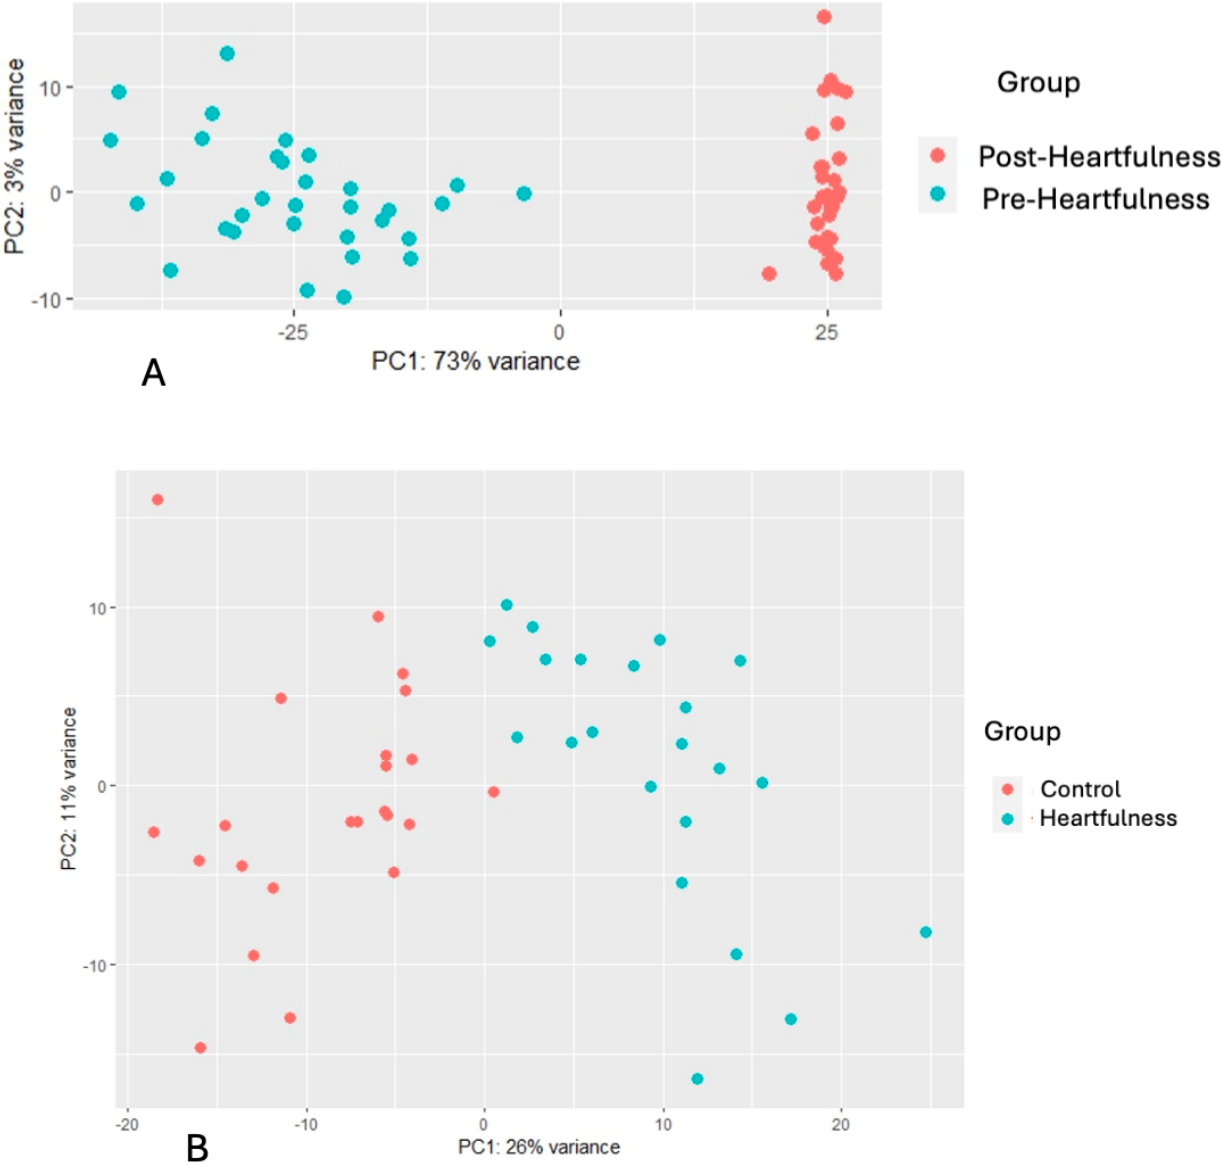 PC2: 3% variance
10
0
-10
-25
0
25
PC1: 73% variance
A
Group
Post-Heartfulness
Pre-Heartfulness
PC2: 11% variance
10
0
-10
-20
-10
0
10
20
PC1: 26% variance
B
Group
Control
Heartfulness